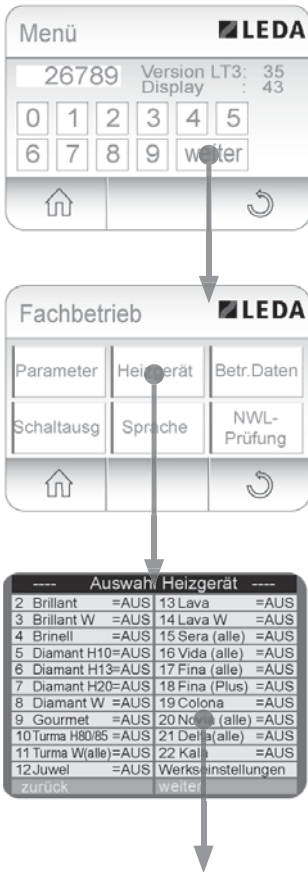 Menü LEDA
26789 Version LT3: 35
Display : 43
0 1 2 3 4 5
6 7 8 9 weiter
Fachbetrieb LEDA
Parameter Heizgerät Betr.Daten
Schaltausg Sprache NWL-
Prüfung
---- Auswahl Heizgerät ----
2 Brillant =AUS 13 Lava =AUS
3 Brillant W =AUS 14 Lava W =AUS
4 Brinell =AUS 15 Sera (alle) =AUS
5 Diamant H10=AUS 16 Vida (alle) =AUS
6 Diamant H13=AUS 17 Fina (alle) =AUS
7 Diamant H20=AUS 18 Fina (Plus) =AUS
8 Diamant W =AUS 19 Colona =AUS
9 Gourmet =AUS 20 Novia (alle) =AUS
10 Turma H80/85 =AUS 21 Delta(alle) =AUS
11 Turma W(alle)=AUS 22 Kala =AUS
12 Juwel =AUS Werkseinstellungen
zurück weiter